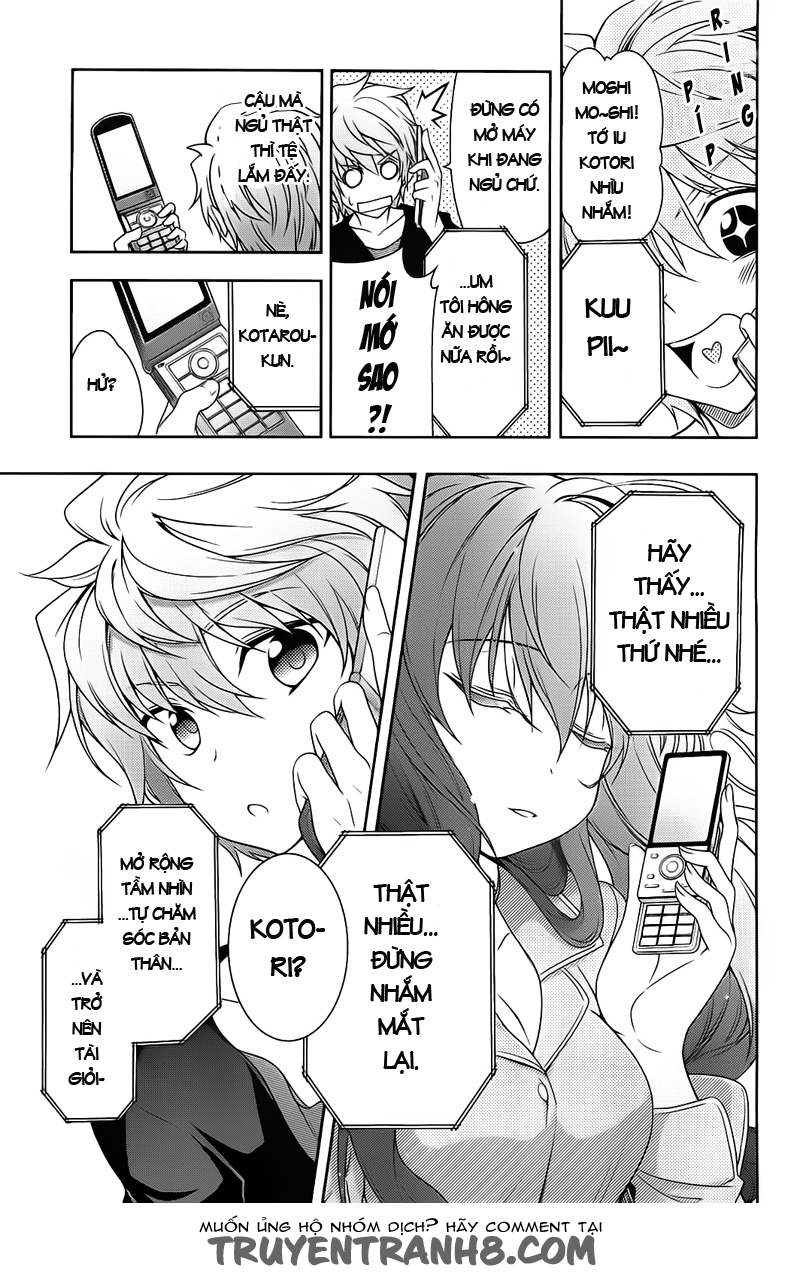 RING
PÍP
MOSHI
MO~SHI!
TỚ IU
KOTORI
NHÌU
NHẮM!
KUU
PII~
ĐỪNG CÓ
MỞ MÁY
KHI ĐANG
NGỦ CHỨ.
...ƯM
TÔI HÔNG
ĂN ĐƯỢC
NỮA RỒI~
NÓI
MỚ
SAO
?!
CẬU MÀ
NGỦ THẬT
THÌ TỆ
LẮM ĐẤY.
NÈ,
KOTAROU-
KUN.
HỬ?
HÃY
THẤY...
THẬT NHIỀU
THỨ NHÉ...
THẬT
NHIỀU...
ĐỪNG
NHẮM
MẮT
LẠI.
KOTO-
RI?
MỞ RỘNG
TẦM NHÌN
...TỰ CHĂM
SÓC BẢN
THÂN...
...VÀ
TRỞ
NÊN
TÀI
GIỎI-
MUỐN ỦNG HỘ NHÓM DỊCH? HÃY COMMENT TẠI
TRUYENTRANH8.COM